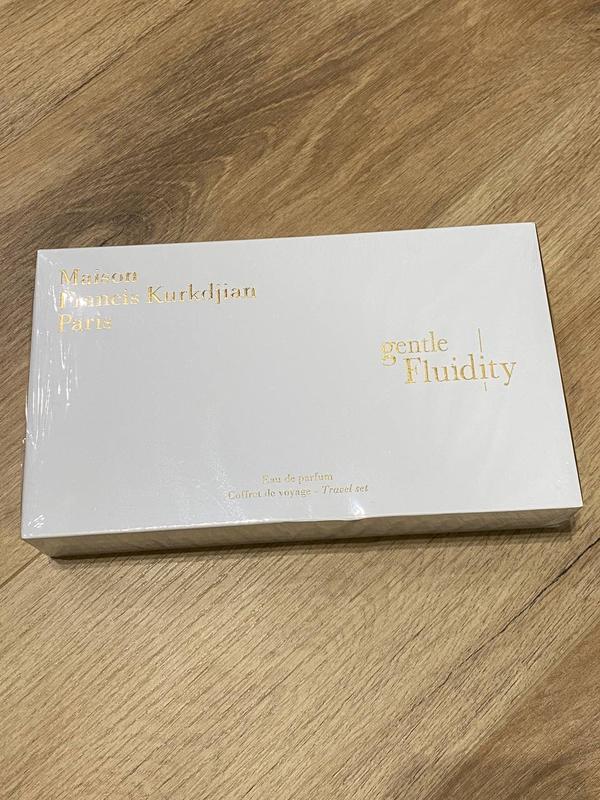 Maison
Francis Kurkdjian
Paris
gentle
Fluidity
Eau de parfum
Coffret de voyage - Travel set